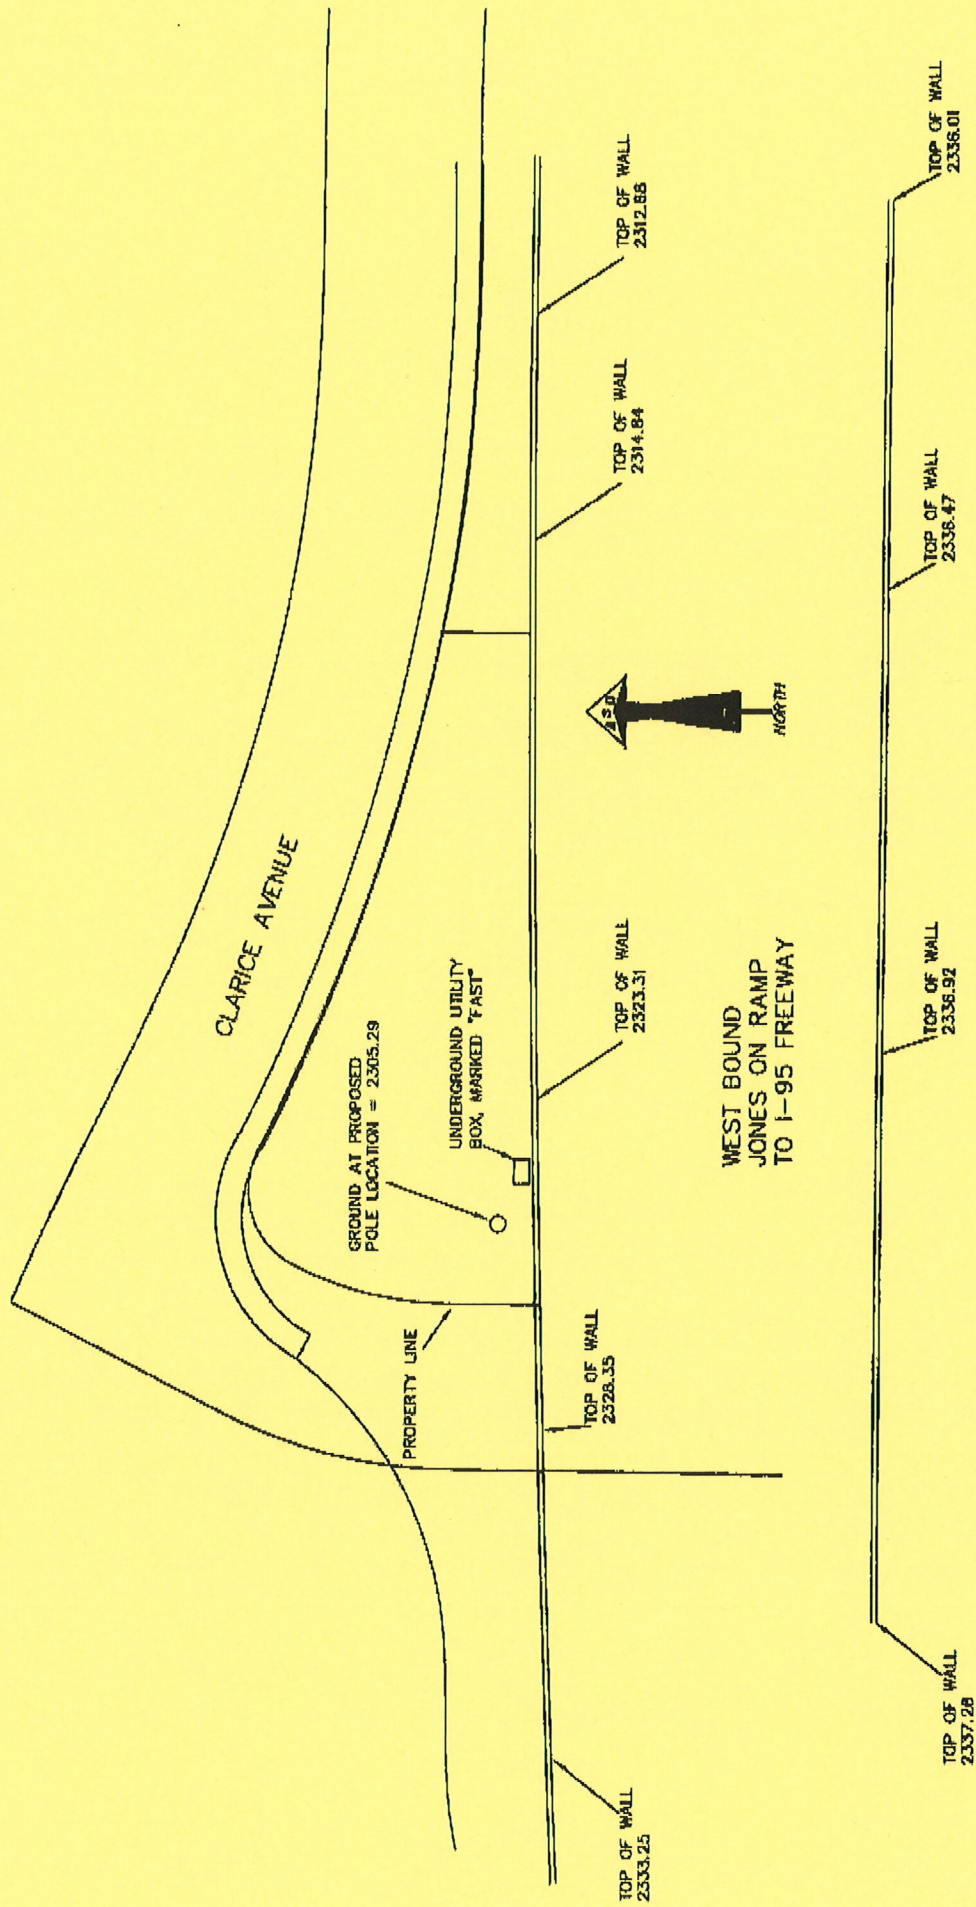 CLARICE AVENUE
GROUND AT PROPOSED
POLE LOCATION = 2305.29
UNDERGROUND UTILITY
BOX, MARKED "FAST"
PROPERTY LINE
TOP OF WALL
2333.25
TOP OF WALL
2328.35
TOP OF WALL
2323.31
TOP OF WALL
2314.84
TOP OF WALL
2312.88
NORTH
WEST BOUND
JONES ON RAMP
TO I-95 FREEWAY
TOP OF WALL
2337.28
TOP OF WALL
2338.92
TOP OF WALL
2338.47
TOP OF WALL
2336.01